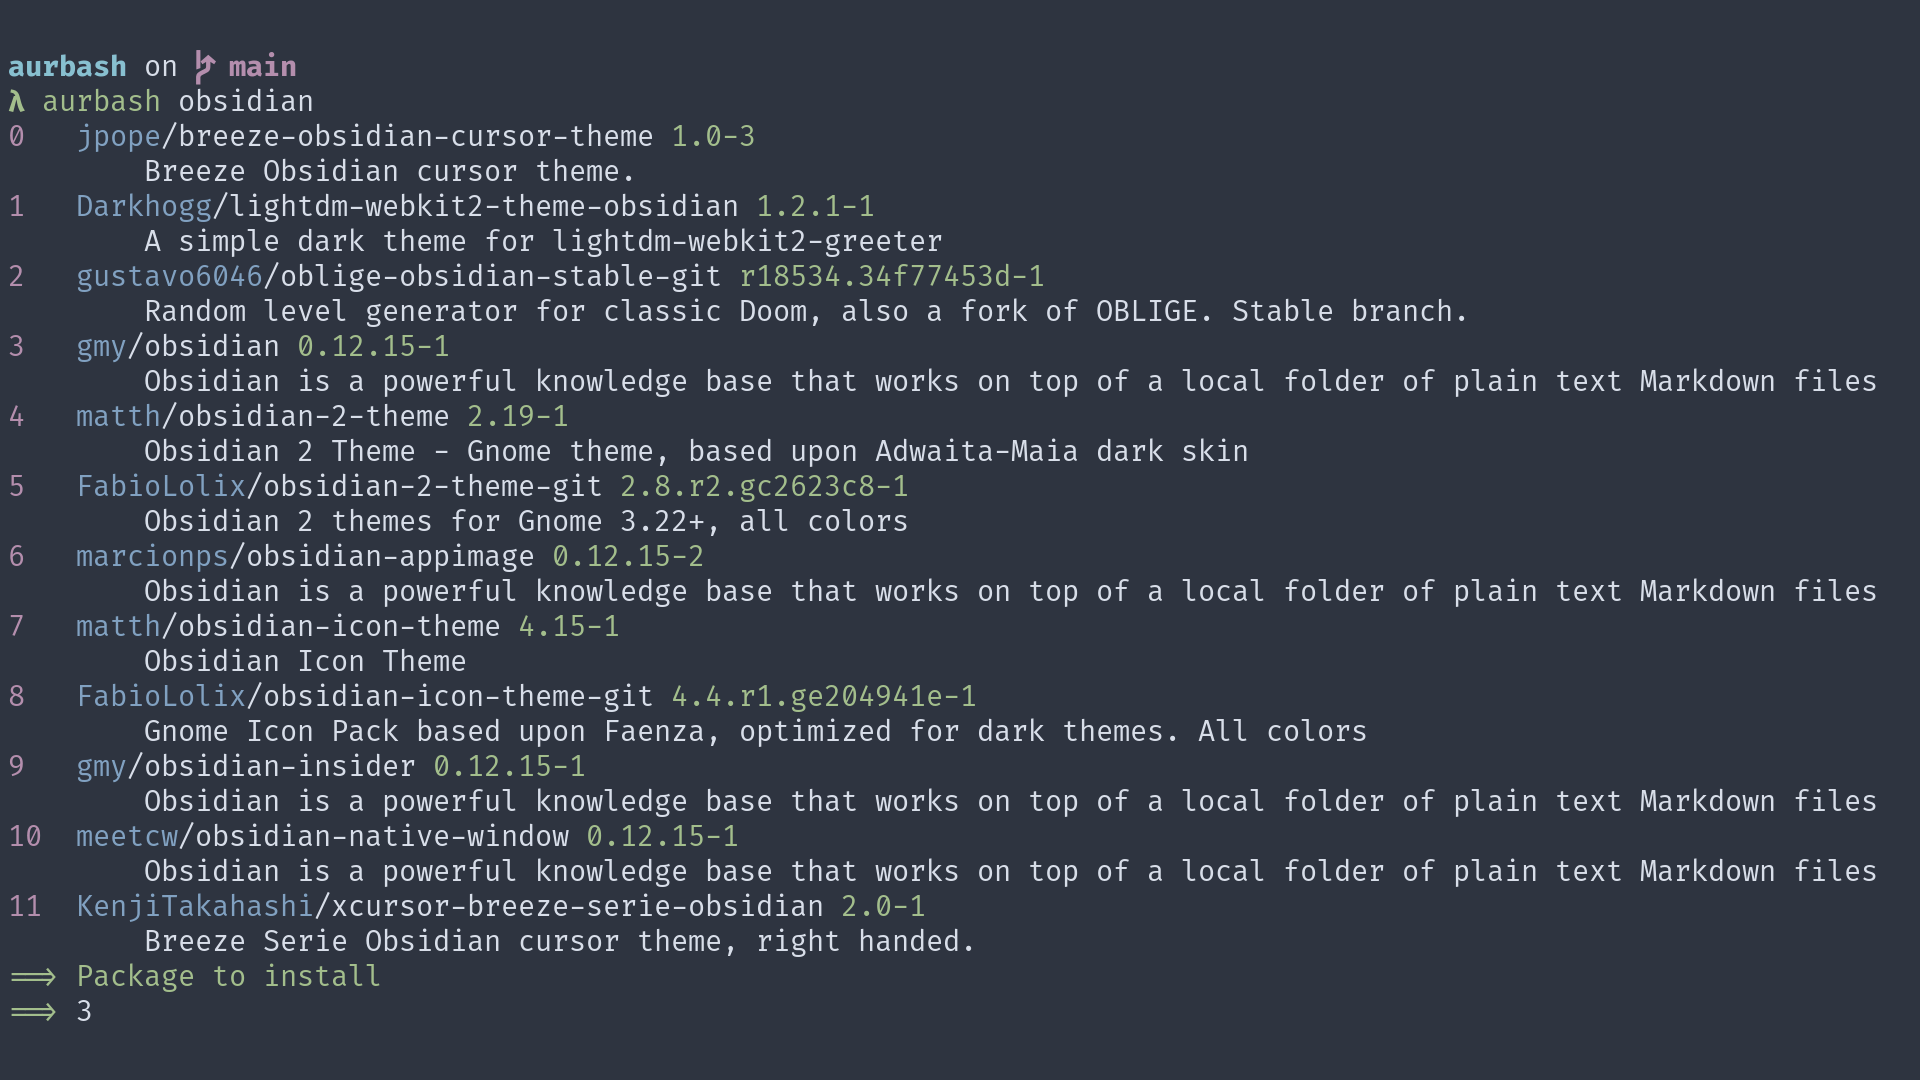 aurbash on main
λ aurbash obsidian
0 jpope/breeze-obsidian-cursor-theme 1.0-3
Breeze Obsidian cursor theme.
1 Darkhogg/lightdm-webkit2-theme-obsidian 1.2.1-1
A simple dark theme for lightdm-webkit2-greeter
2 gustavo6046/oblige-obsidian-stable-git r18534.34f77453d-1
Random level generator for classic Doom, also a fork of OBLIGE. Stable branch.
3 gmy/obsidian 0.12.15-1
Obsidian is a powerful knowledge base that works on top of a local folder of plain text Markdown files
4 matth/obsidian-2-theme 2.19-1
Obsidian 2 Theme - Gnome theme, based upon Adwaita-Maia dark skin
5 FabioLolix/obsidian-2-theme-git 2.8.r2.gc2623c8-1
Obsidian 2 themes for Gnome 3.22+, all colors
6 marcionps/obsidian-appimage 0.12.15-2
Obsidian is a powerful knowledge base that works on top of a local folder of plain text Markdown files
7 matth/obsidian-icon-theme 4.15-1
Obsidian Icon Theme
8 FabioLolix/obsidian-icon-theme-git 4.4.r1.ge204941e-1
Gnome Icon Pack based upon Faenza, optimized for dark themes. All colors
9 gmy/obsidian-insider 0.12.15-1
Obsidian is a powerful knowledge base that works on top of a local folder of plain text Markdown files
10 meetcw/obsidian-native-window 0.12.15-1
Obsidian is a powerful knowledge base that works on top of a local folder of plain text Markdown files
11 KenjiTakahashi/xcursor-breeze-serie-obsidian 2.0-1
Breeze Serie Obsidian cursor theme, right handed.
==> Package to install
==> 3